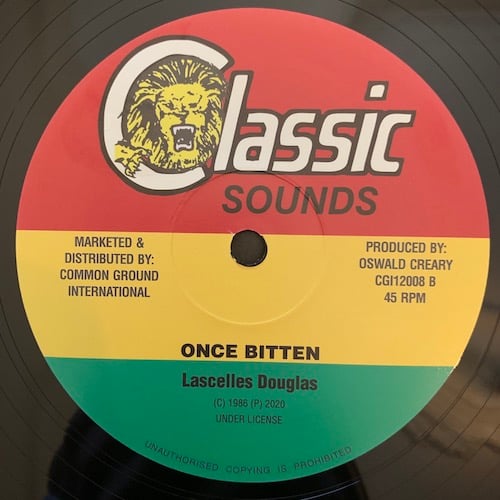 Classic
SOUNDS
MARKETED &
DISTRIBUTED BY:
COMMON GROUND
INTERNATIONAL
PRODUCED BY:
OSWALD CREARY
CGI12008 B
45 RPM
ONCE BITTEN
Lascelles Douglas
(C) 1986 (P) 2020
UNDER LICENSE
UNAUTHORISED COPYING IS PROHIBITED